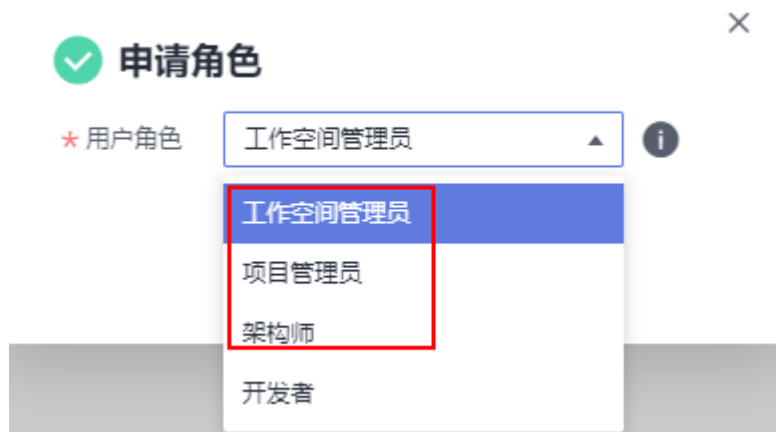 申请角色
* 用户角色 工作空间管理员
工作空间管理员
项目管理员
架构师
开发者